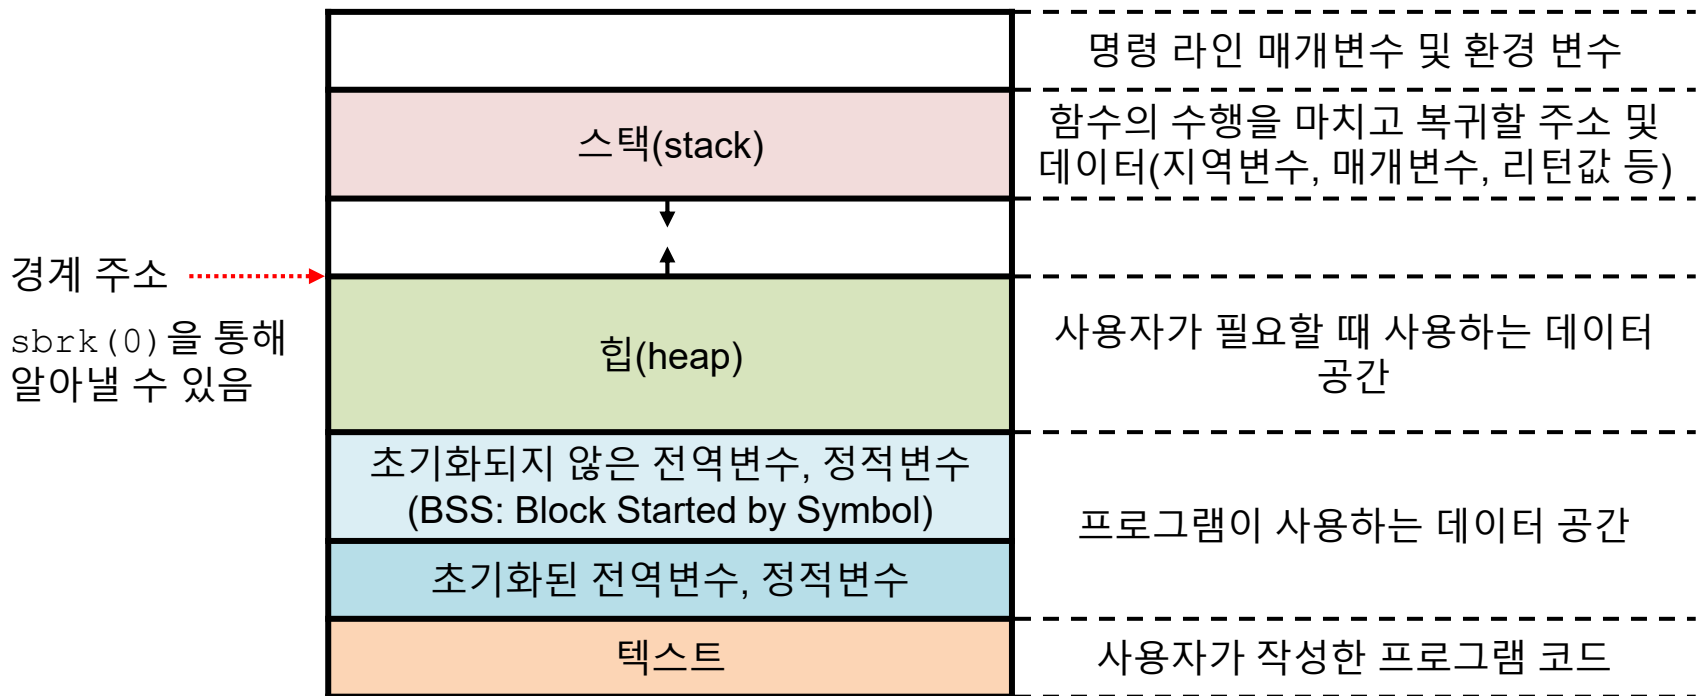 명령 라인 매개변수 및 환경 변수
스택(stack)
함수의 수행을 마치고 복귀할 주소 및
데이터(지역변수, 매개변수, 리턴값 등)
경계 주소
sbrk(0)을 통해
알아낼 수 있음
힙(heap)
사용자가 필요할 때 사용하는 데이터
공간
초기화되지 않은 전역변수, 정적변수
(BSS: Block Started by Symbol)
프로그램이 사용하는 데이터 공간
초기화된 전역변수, 정적변수
텍스트
사용자가 작성한 프로그램 코드